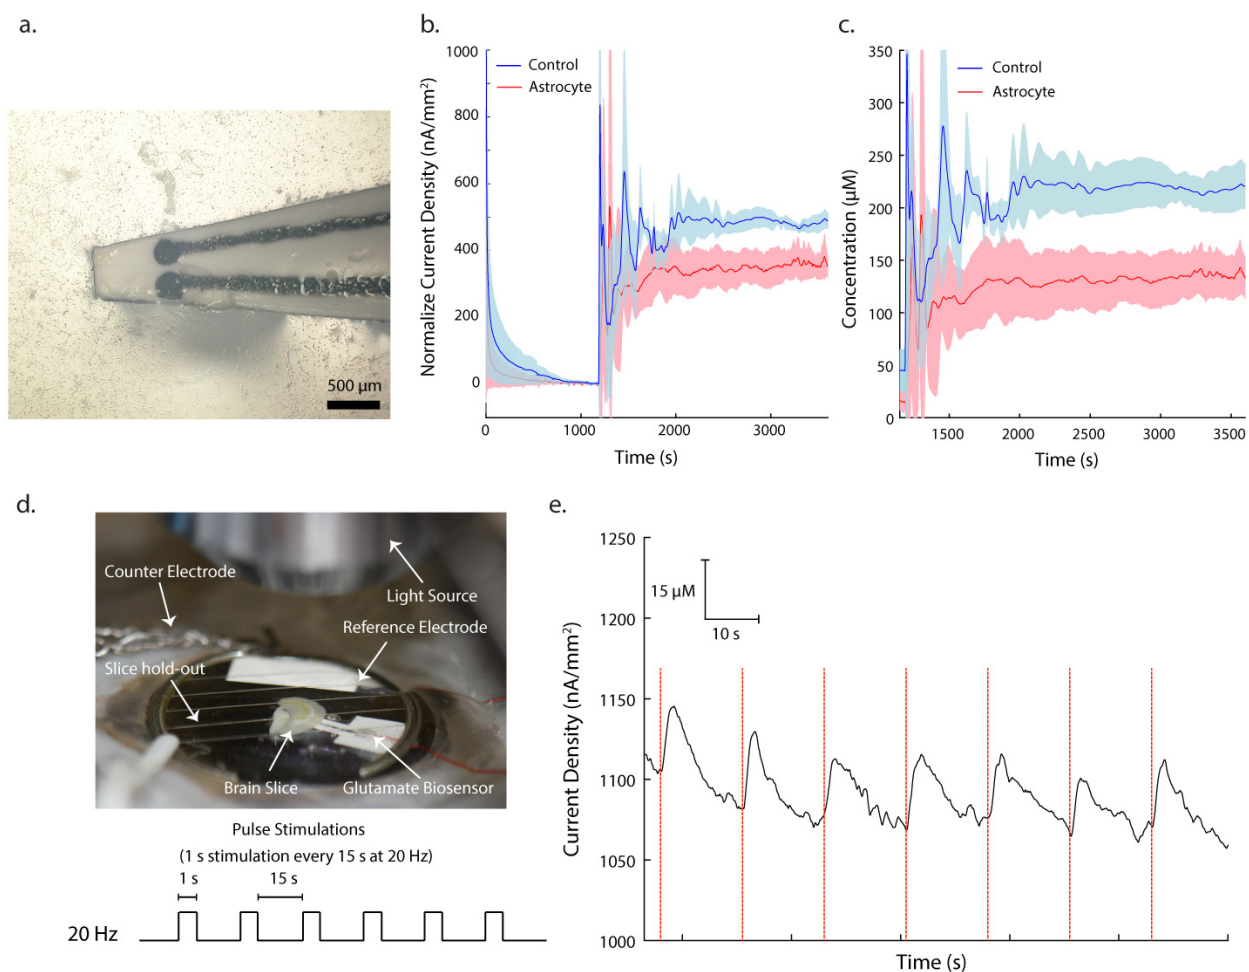 a.
500 μm
b.
Normalize Current Density (nA/mm²)
1000
800
600
400
200
0
Control
Astrocyte
0
1000
2000
3000
Time (s)
c.
Concentration (μM)
350
300
250
200
150
100
50
0
Control
Astrocyte
1500
2000
2500
3000
3500
Time (s)
d.
Counter Electrode
Light Source
Reference Electrode
Slice hold-out
Brain Slice
Glutamate Biosensor
Pulse Stimulations
(1 s stimulation every 15 s at 20 Hz)
1 s
15 s
20 Hz
e.
Current Density (nA/mm²)
1250
1200
1150
1100
1050
1000
15 μM
10 s
Time (s)